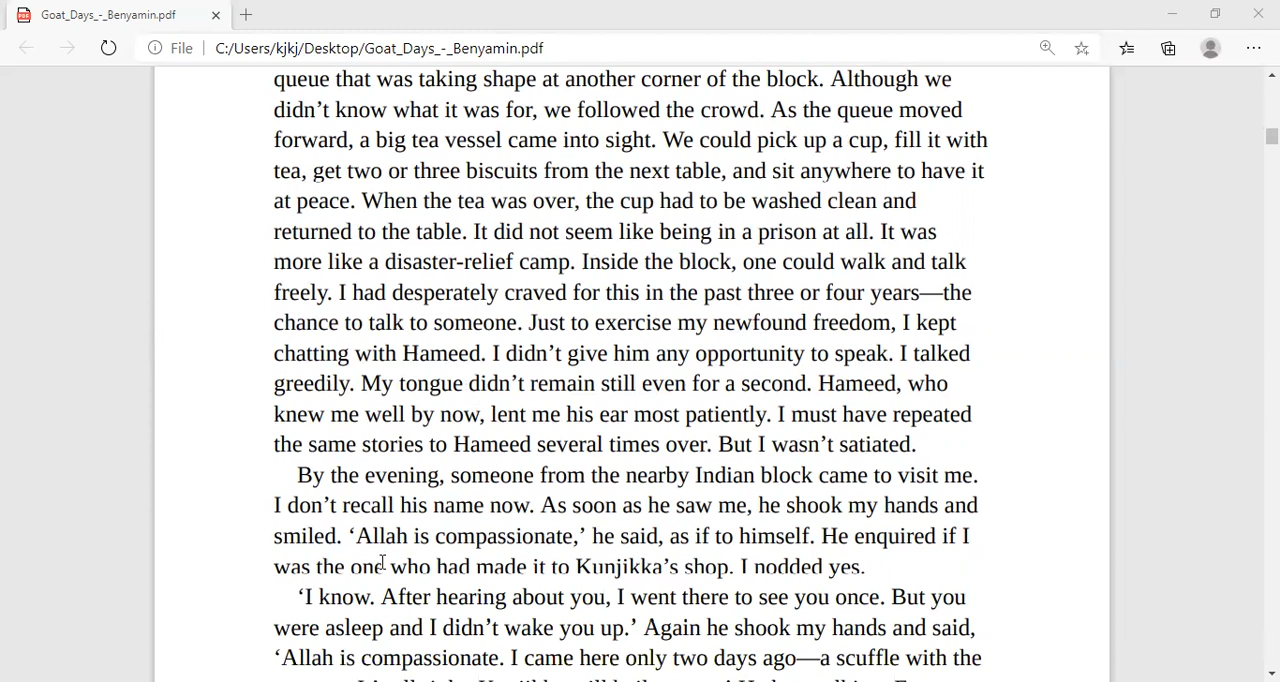 Goat_Days_-_Benyamin.pdf
File | C:/Users/kjkj/Desktop/Goat_Days_-_Benyamin.pdf
queue that was taking shape at another corner of the block. Although we
didn’t know what it was for, we followed the crowd. As the queue moved
forward, a big tea vessel came into sight. We could pick up a cup, fill it with
tea, get two or three biscuits from the next table, and sit anywhere to have it
at peace. When the tea was over, the cup had to be washed clean and
returned to the table. It did not seem like being in a prison at all. It was
more like a disaster-relief camp. Inside the block, one could walk and talk
freely. I had desperately craved for this in the past three or four years—the
chance to talk to someone. Just to exercise my newfound freedom, I kept
chatting with Hameed. I didn’t give him any opportunity to speak. I talked
greedily. My tongue didn’t remain still even for a second. Hameed, who
knew me well by now, lent me his ear most patiently. I must have repeated
the same stories to Hameed several times over. But I wasn’t satiated.
By the evening, someone from the nearby Indian block came to visit me.
I don’t recall his name now. As soon as he saw me, he shook my hands and
smiled. ‘Allah is compassionate,’ he said, as if to himself. He enquired if I
was the one who had made it to Kunjikka’s shop. I nodded yes.
‘I know. After hearing about you, I went there to see you once. But you
were asleep and I didn’t wake you up.’ Again he shook my hands and said,
‘Allah is compassionate. I came here only two days ago—a scuffle with the